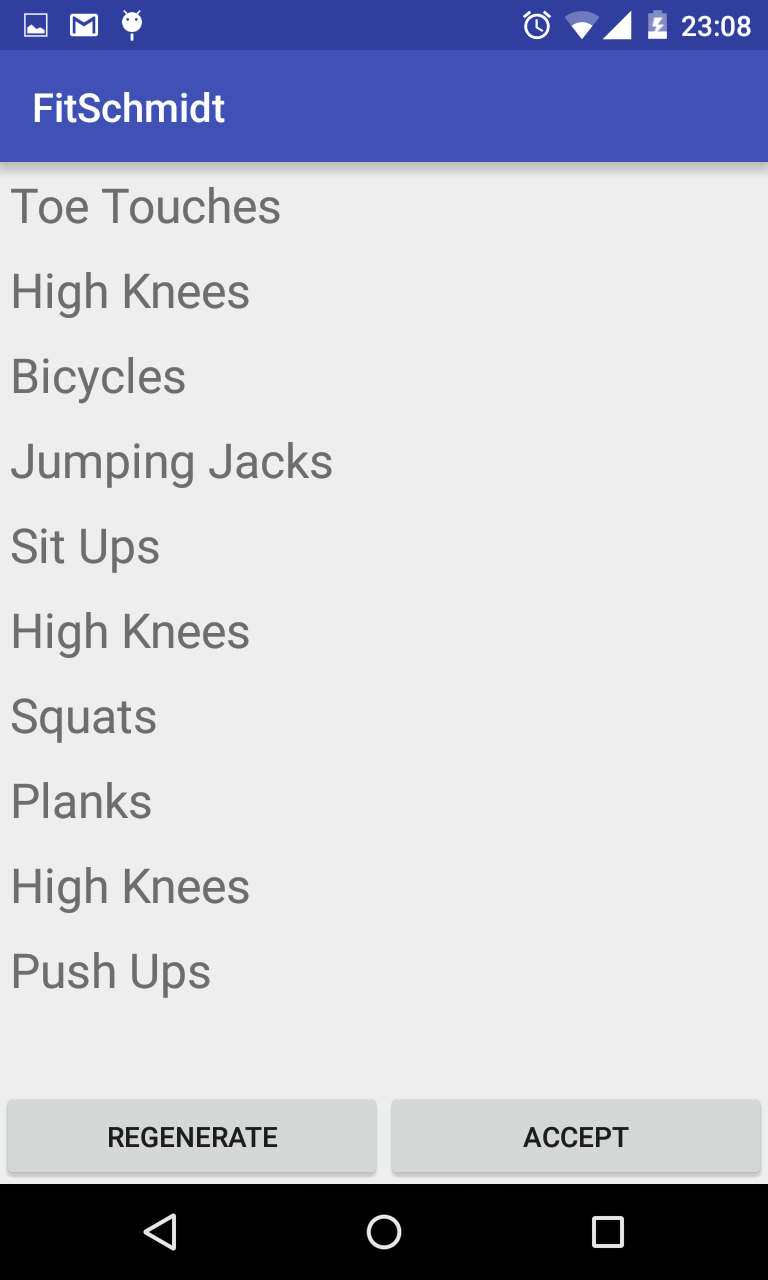 23:08
FitSchmidt
Toe Touches
High Knees
Bicycles
Jumping Jacks
Sit Ups
High Knees
Squats
Planks
High Knees
Push Ups
REGENERATE ACCEPT